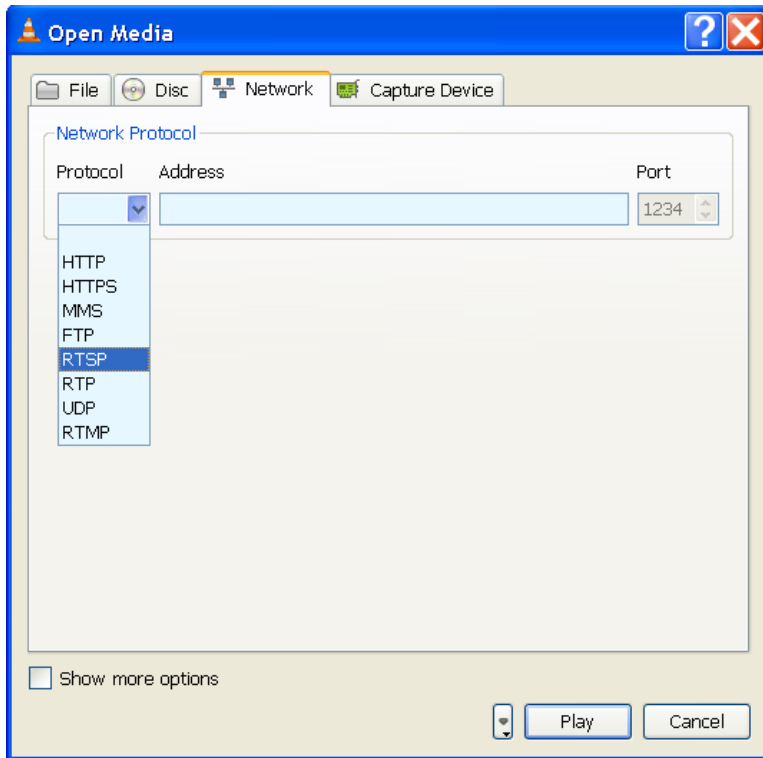 Open Media
?
File Disc Network Capture Device
Network Protocol
Protocol Address Port
1234
HTTP
HTTPS
MMS
FTP
RTSP
RTP
UDP
RTMP
Show more options
Play Cancel